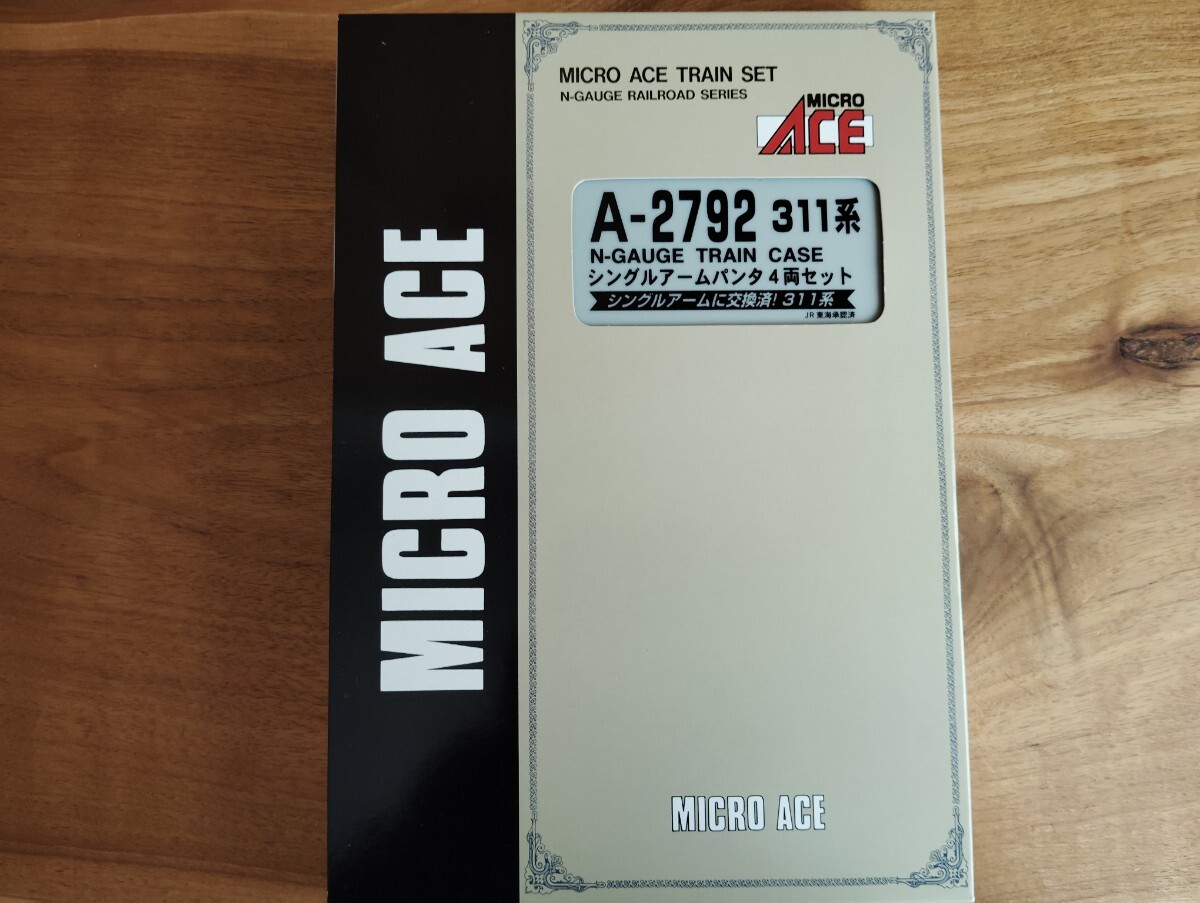 MICRO ACE
MICRO ACE TRAIN SET
N-GAUGE RAILROAD SERIES
MICRO
ACE
A-2792 311系
N-GAUGE TRAIN CASE
シングルアームパンタ4両セット
シングルアームに交換済!311系
JR東海承認済
MICRO ACE